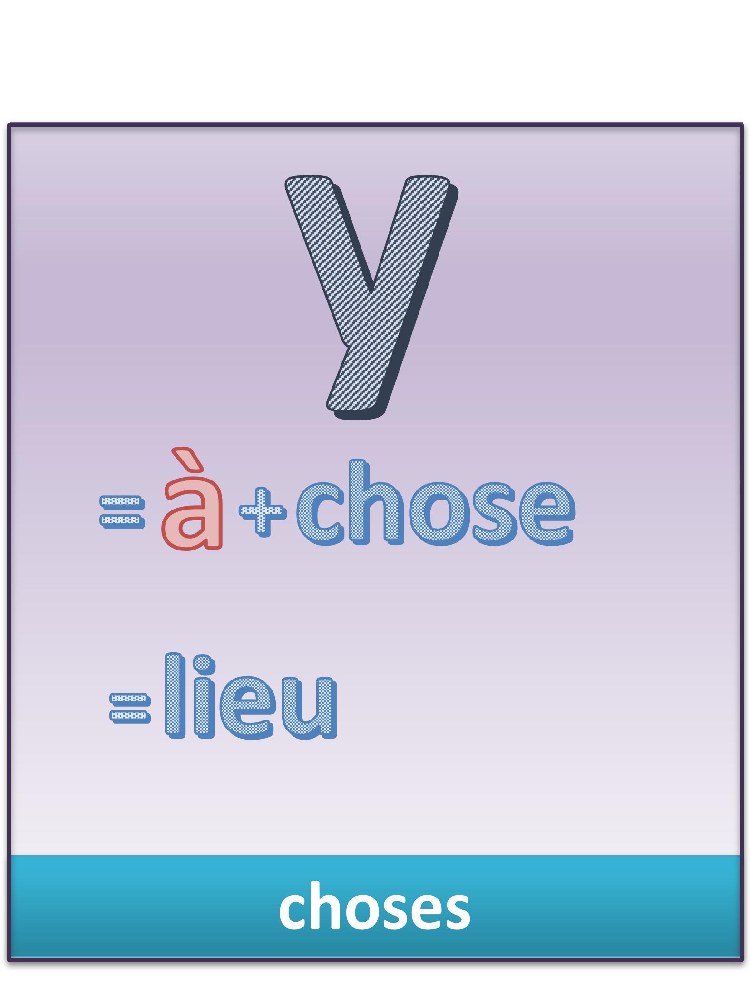 y
= à + chose
= lieu
choses